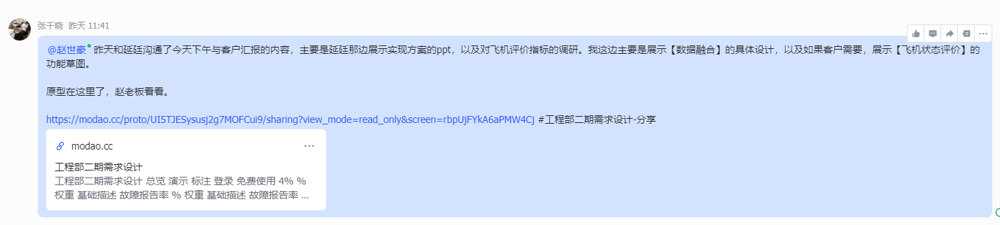 张千晓 昨天 11:41
@赵世豪 昨天和延廷沟通了今天下午与客户汇报的内容，主要是延廷那边展示实现方案的ppt，以及对飞机评价指标的调研。我这边主要是展示【数据融合】的具体设计，以及如果客户需要，展示【飞机状态评价】的
功能草图。
原型在这里了，赵老板看看。
https://modao.cc/proto/UI5TJESysusj2g7MOFCui9/sharing?view_mode=read_only&screen=rbpUjFYkA6aPMW4Cj #工程部二期需求设计-分享
modao.cc
工程部二期需求设计
工程部二期需求设计 总览 演示 标注 登录 免费使用 4% %
权重 基础描述 故障报告率 % 权重 基础描述 故障报告率 ...